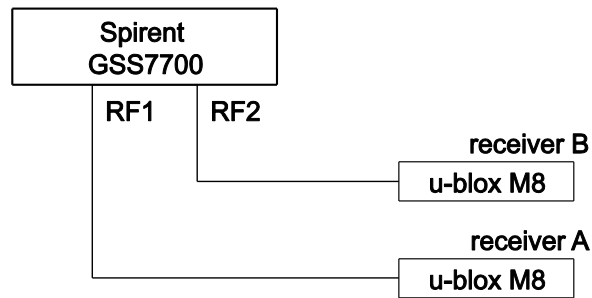 Spirent
GSS7700
RF1
RF2
receiver B
u-blox M8
receiver A
u-blox M8